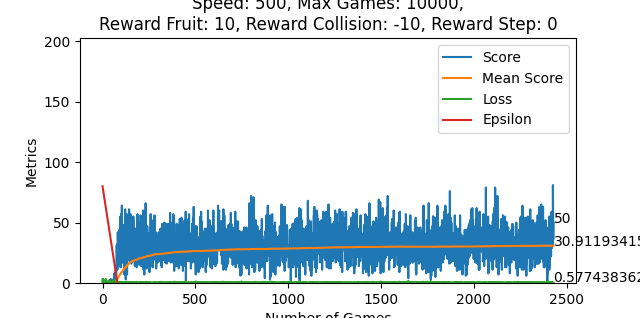 Speed: 500, Max Games: 10000,
Reward Fruit: 10, Reward Collision: -10, Reward Step: 0
200
150
100
50
0
Metrics
Score
Mean Score
Loss
Epsilon
50
30.91193415
0.577438362
0
500
1000
1500
2000
2500
Number of Games